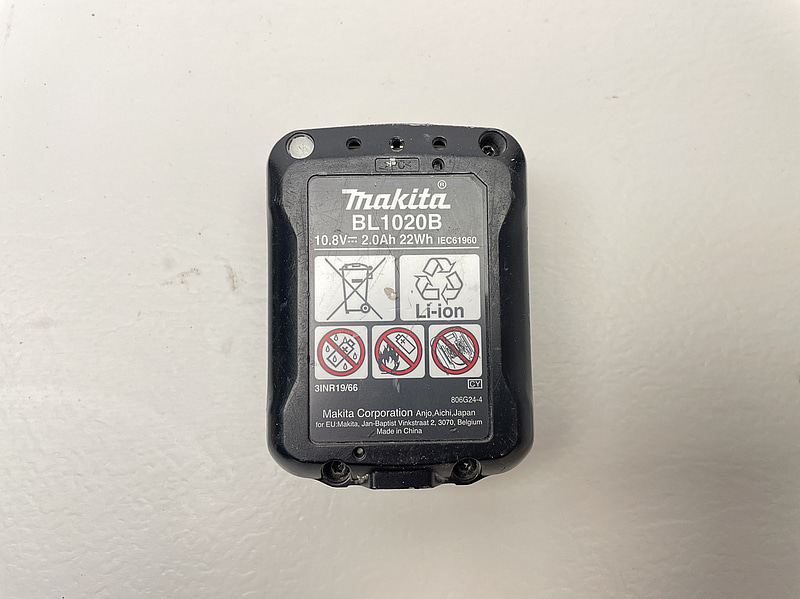 >PC<
makita®
BL1020B
10.8V⎓ 2.0Ah 22Wh IEC61960
Li-ion
3INR19/66
CY
806G24-4
Makita Corporation Anjo,Aichi,Japan
for EU:Makita, Jan-Baptist Vinkstraat 2, 3070, Belgium
Made in China